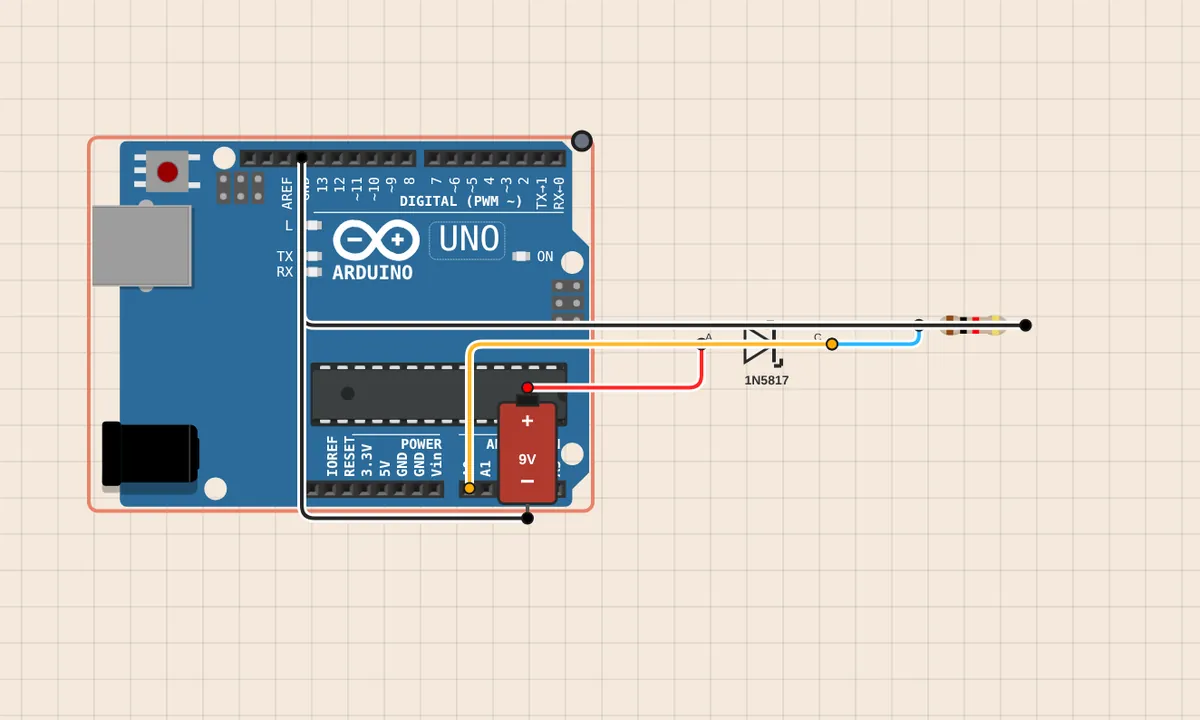 AREF
13
12
~11
~10
~9
8
7
~6
~5
4
~3
2
TX→1
RX←0
DIGITAL (PWM ~)
L
TX
RX
UNO
ON
ARDUINO
A
C
1N5817
IOREF
RESET
3.3V
5V
GND
GND
Vin
POWER
A1
+
9V
−